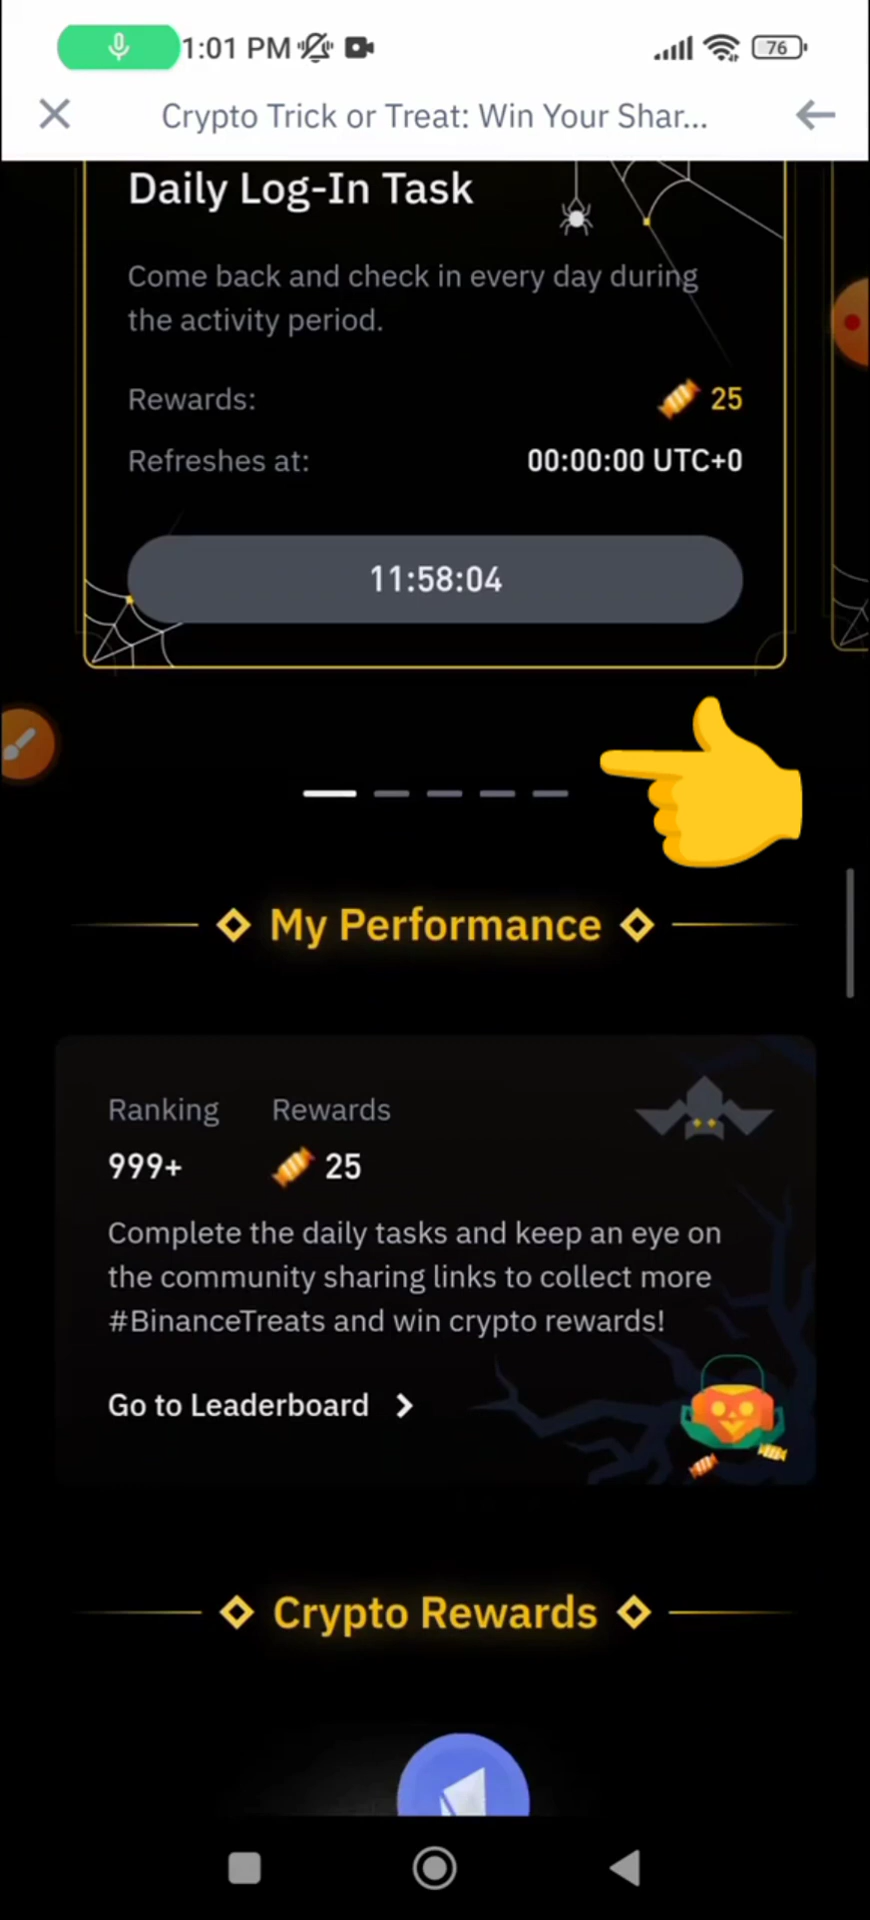 1:01 PM
76
Crypto Trick or Treat: Win Your Shar...
Daily Log-In Task
Come back and check in every day during
the activity period.
Rewards: 25
Refreshes at: 00:00:00 UTC+0
11:58:04
My Performance
Ranking Rewards
999+ 25
Complete the daily tasks and keep an eye on
the community sharing links to collect more
#BinanceTreats and win crypto rewards!
Go to Leaderboard
Crypto Rewards